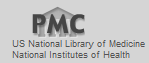 PMC
US National Library of Medicine
National Institutes of Health